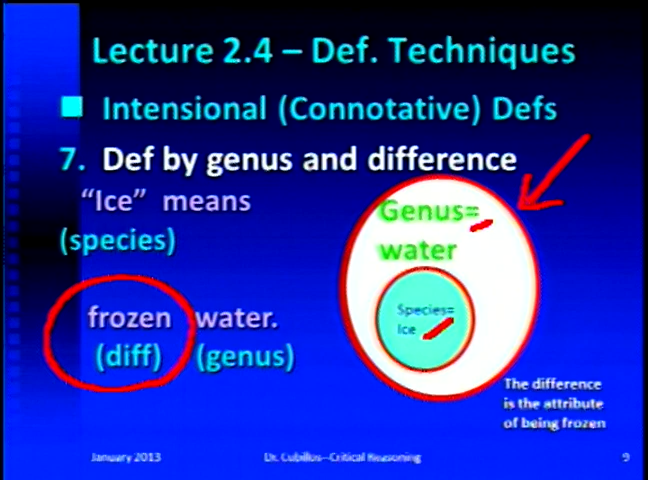 Lecture 2.4 – Def. Techniques
Intensional (Connotative) Defs
7. Def by genus and difference
"Ice" means
(species)
frozen water.
(diff) (genus)
Genus=
water
Species=
Ice
The difference
is the attribute
of being frozen
January 2013
Dr. Cubillos--Critical Reasoning
9